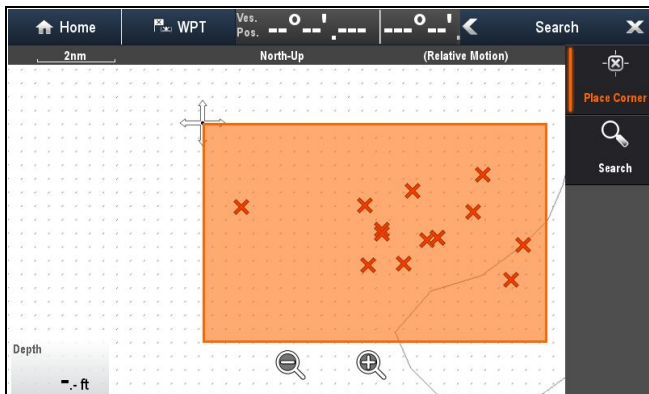 Home
WPT
Ves. Pos. --°--'.--- ---°--'.---
Search
2nm
North-Up
(Relative Motion)
Place Corner
Search
Depth
-.- ft